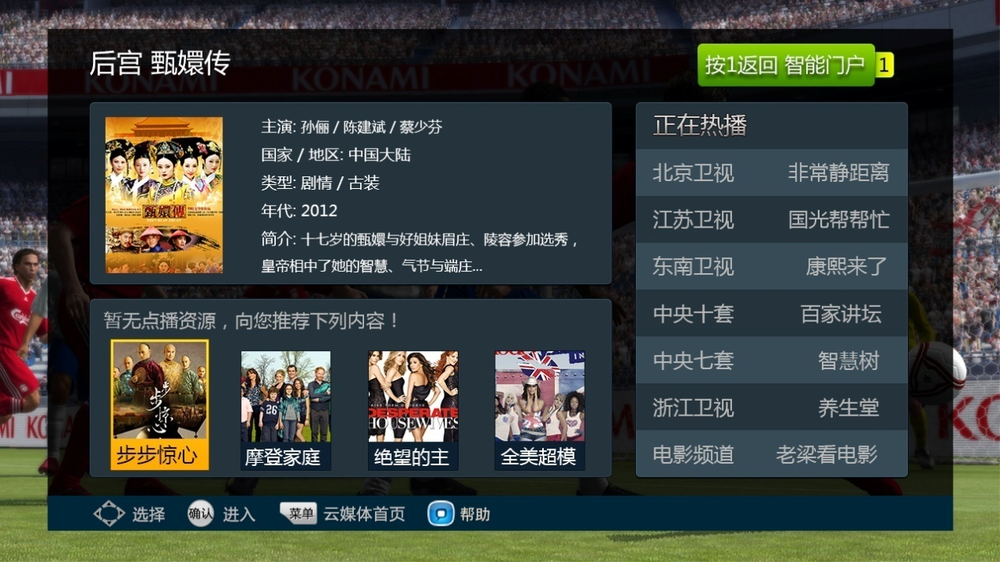 KONAMI
KONAMI
后宫 甄嬛传
按1返回 智能门户
1
主演: 孙俪 / 陈建斌 / 蔡少芬
国家 / 地区: 中国大陆
类型: 剧情 / 古装
年代: 2012
简介: 十七岁的甄嬛与好姐妹眉庄、陵容参加选秀，
皇帝相中了她的智慧、气节与端庄...
甄嬛傳
暂无点播资源，向您推荐下列内容！
步步惊心
步步惊心
26
摩登家庭
DESPERATE
HOUSEWIVES
绝望的主
全美超模
正在热播
北京卫视 非常静距离
江苏卫视 国光帮帮忙
东南卫视 康熙来了
中央十套 百家讲坛
中央七套 智慧树
浙江卫视 养生堂
电影频道 老梁看电影
选择 确认 进入 菜单 云媒体首页 帮助